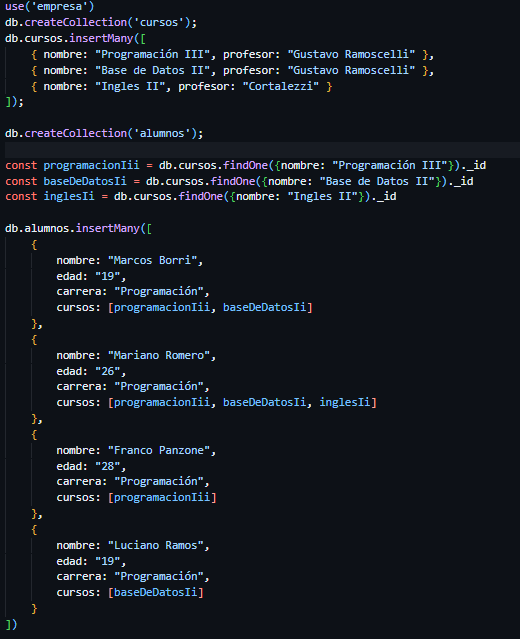 use('empresa')
db.createCollection('cursos');
db.cursos.insertMany([
    { nombre: "Programación III", profesor: "Gustavo Ramoscelli" },
    { nombre: "Base de Datos II", profesor: "Gustavo Ramoscelli" },
    { nombre: "Ingles II", profesor: "Cortalezzi" }
]);

db.createCollection('alumnos');

const programacionIii = db.cursos.findOne({nombre: "Programación III"})._id
const baseDeDatosIi = db.cursos.findOne({nombre: "Base de Datos II"})._id
const inglesIi = db.cursos.findOne({nombre: "Ingles II"})._id

db.alumnos.insertMany([
    {
        nombre: "Marcos Borri",
        edad: "19",
        carrera: "Programación",
        cursos: [programacionIii, baseDeDatosIi]
    },
    {
        nombre: "Mariano Romero",
        edad: "26",
        carrera: "Programación",
        cursos: [programacionIii, baseDeDatosIi, inglesIi]
    },
    {
        nombre: "Franco Panzone",
        edad: "28",
        carrera: "Programación",
        cursos: [programacionIii]
    },
    {
        nombre: "Luciano Ramos",
        edad: "19",
        carrera: "Programación",
        cursos: [baseDeDatosIi]
    }
])